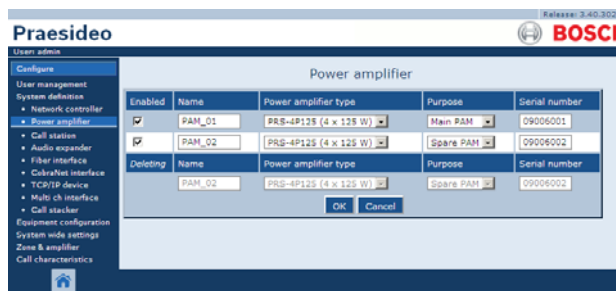 Release: 3.40.302
Praesideo
BOSCH
User: admin
Configure
User management
System definition
• Network controller
• Power amplifier
• Call station
• Audio expander
• Fiber interface
• CobraNet interface
• TCP/IP device
• Multi ch interface
• Call stacker
Equipment configuration
System wide settings
Zone & amplifier
Call characteristics
Power amplifier
Enabled Name Power amplifier type Purpose Serial number
PAM_01 PRS-4P125 (4 x 125 W) Main PAM 09006001
PAM_02 PRS-4P125 (4 x 125 W) Spare PAM 09006002
Deleting Name Power amplifier type Purpose Serial number
PAM_02 PRS-4P125 (4 x 125 W) Spare PAM 09006002
OK Cancel